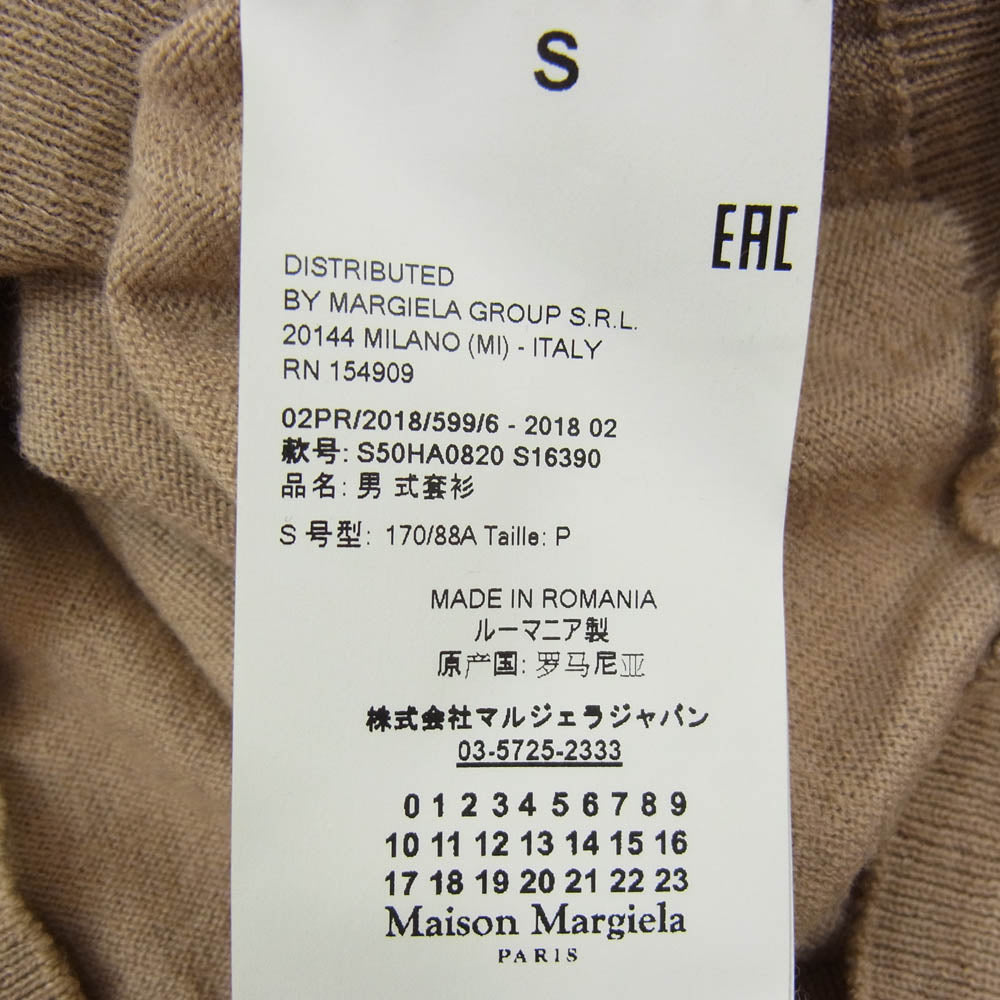 S
EAC
DISTRIBUTED
BY MARGIELA GROUP S.R.L.
20144 MILANO (MI) - ITALY
RN 154909
02PR/2018/599/6 - 2018 02
款号: S50HA0820 S16390
品名: 男 式套衫
S 号型: 170/88A Taille: P
MADE IN ROMANIA
ルーマニア製
原产国: 罗马尼亚
株式会社マルジェラジャパン
03-5725-2333
0 1 2 3 4 5 6 7 8 9
10 11 12 13 14 15 16
17 18 19 20 21 22 23
Maison Margiela
PARIS